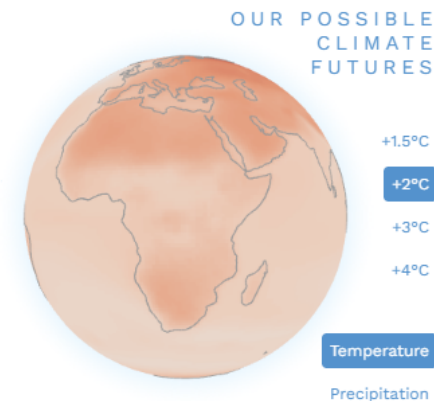 OUR POSSIBLE
CLIMATE
FUTURES
+1.5°C
+2°C
+3°C
+4°C
Temperature
Precipitation